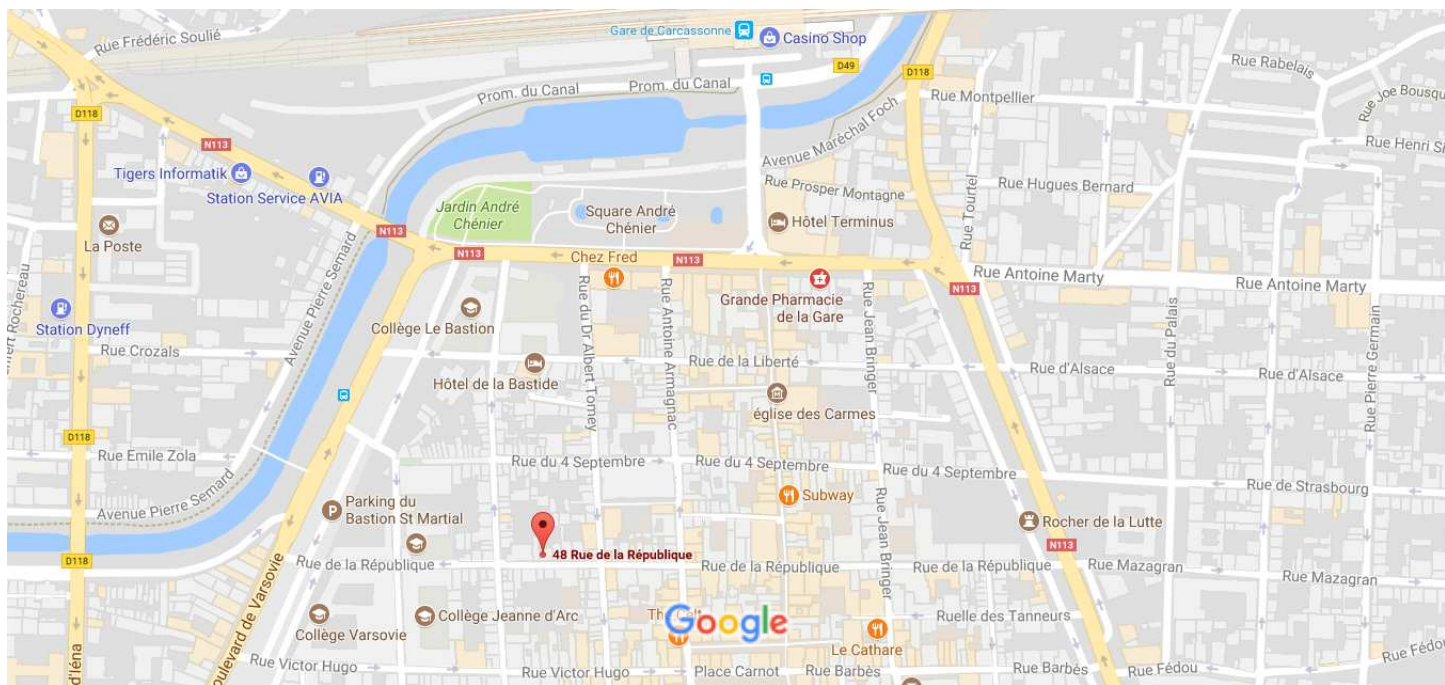 Rue Frédéric Soulié
Gare de Carcassonne
Casino Shop
D49
D118
Rue Rabelais
Rue Joe Bousq
Prom. du Canal
Prom. du Canal
Rue Montpellier
D118
Avenue Maréchal Foch
Rue Henri Si
N113
Tigers Informatik
Station Service AVIA
Rue Prosper Montagne
Rue Hugues Bernard
Rue Tourtel
Jardin André
Chénier
Square André
Chénier
Hôtel Terminus
La Poste
N113
N113
Chez Fred
N113
Rue Antoine Marty
Rue Antoine Marty
N113
Avenue Pierre Semard
Rochereau
Station Dyneff
Collège Le Bastion
Rue du Dr Albert Tomey
Rue Antoine Armagnac
Grande Pharmacie
de la Gare
Rue Jean Bringer
Rue du Palais
Rue Pierre Germain
Rue Crozals
Rue de la Liberté
Rue d'Alsace
Rue d'Alsace
Hôtel de la Bastide
église des Carmes
D118
Rue Emile Zola
Rue du 4 Septembre
Rue du 4 Septembre
Rue du 4 Septembre
Rue de Strasbourg
Avenue Pierre Semard
Parking du
Bastion St Martial
Subway
Rue Jean Bringer
Rocher de la Lutte
N113
D118
48 Rue de la République
Rue de la République
Rue de la République
Rue de la République
Rue Mazagran
Rue Mazagran
Boulevard de Varsovie
Collège Varsovie
Collège Jeanne d'Arc
Google
Ruelle des Tanneurs
Le Cathare
d'Iéna
Rue Victor Hugo
Rue Victor Hugo
Place Carnot
Rue Barbès
Rue Barbès
Rue Fédou
Rue Fédo